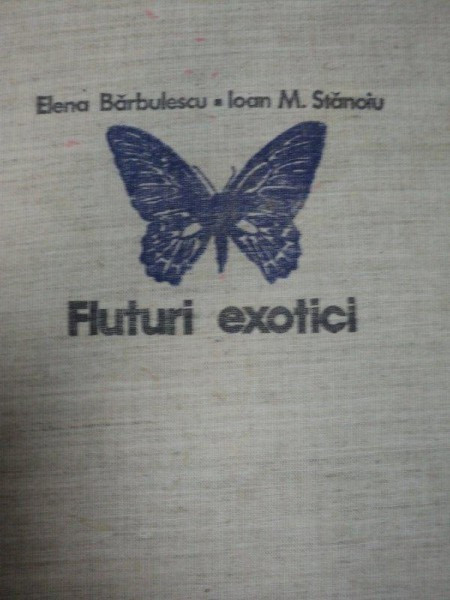 Elena Bărbulescu ▪ Ioan M. Stănoiu
Fluturi exotici